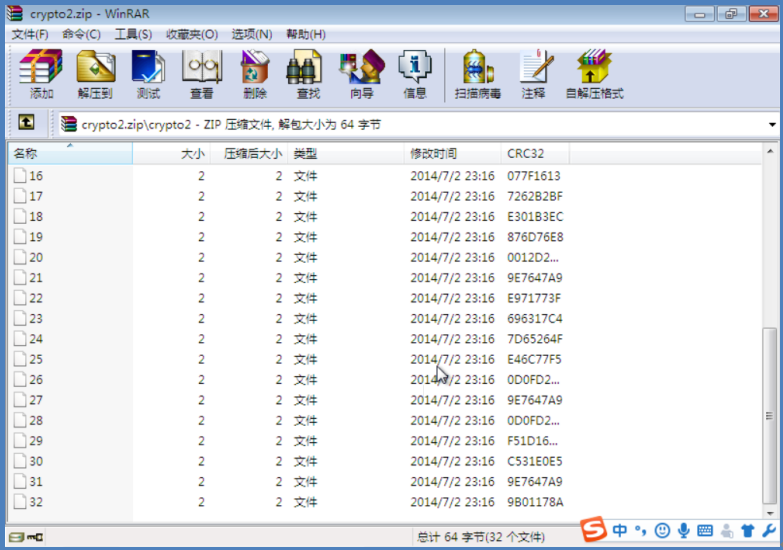 crypto2.zip - WinRAR
文件(F) 命令(C) 工具(S) 收藏夹(O) 选项(N) 帮助(H)
添加 解压到 测试 查看 删除 查找 向导 信息 扫描病毒 注释 自解压格式
crypto2.zip\crypto2 - ZIP 压缩文件, 解包大小为 64 字节
名称 大小 压缩后大小 类型 修改时间 CRC32
16 2 2 文件 2014/7/2 23:16 077F1613
17 2 2 文件 2014/7/2 23:16 7262B2BF
18 2 2 文件 2014/7/2 23:16 E301B3EC
19 2 2 文件 2014/7/2 23:16 876D76E8
20 2 2 文件 2014/7/2 23:16 0012D2...
21 2 2 文件 2014/7/2 23:16 9E7647A9
22 2 2 文件 2014/7/2 23:16 E971773F
23 2 2 文件 2014/7/2 23:16 696317C4
24 2 2 文件 2014/7/2 23:16 7D65264F
25 2 2 文件 2014/7/2 23:16 E46C77F5
26 2 2 文件 2014/7/2 23:16 0D0FD2...
27 2 2 文件 2014/7/2 23:16 9E7647A9
28 2 2 文件 2014/7/2 23:16 0D0FD2...
29 2 2 文件 2014/7/2 23:16 F51D16...
30 2 2 文件 2014/7/2 23:16 C531E0E5
31 2 2 文件 2014/7/2 23:16 9E7647A9
32 2 2 文件 2014/7/2 23:16 9B01178A
总计 64 字节(32 个文件)
S 中